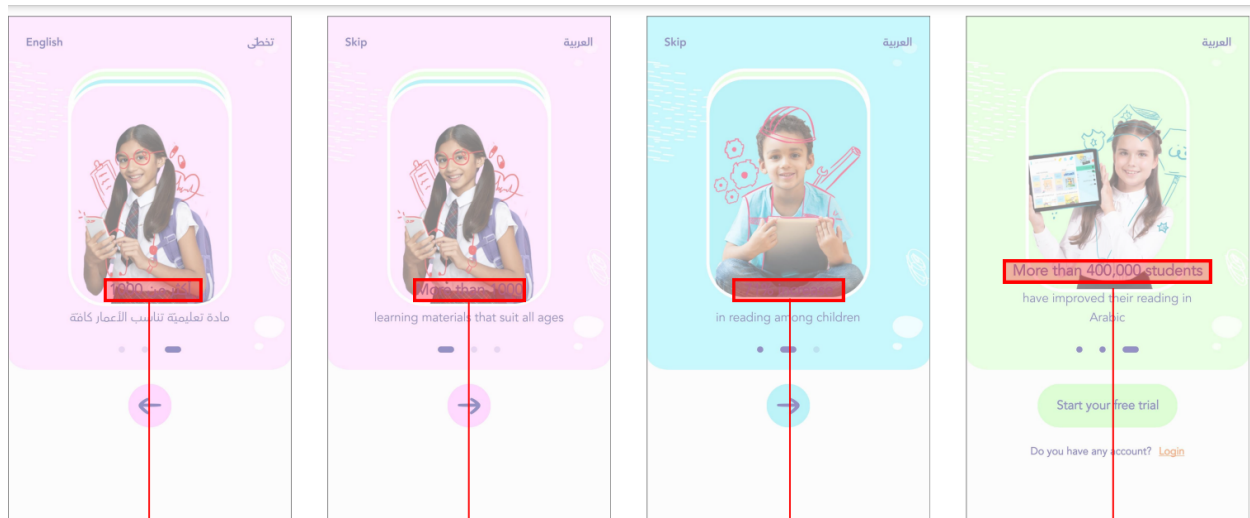 English
تخطّى
أكثر من 1000
مادة تعليميّة تناسب الأعمار كافة
Skip
العربية
More than 1000
learning materials that suit all ages
Skip
العربية
in reading among children
العربية
More than 400,000 students
have improved their reading in
Arabic
Start your free trial
Do you have any account? Login